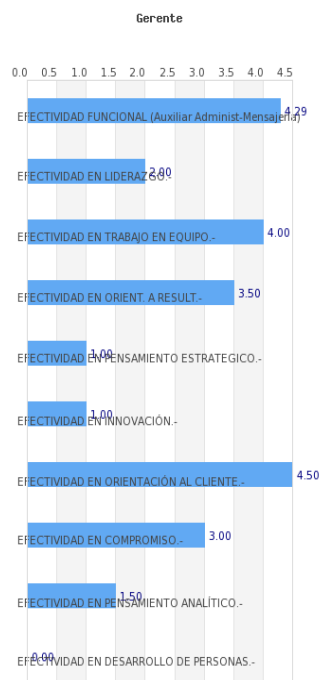 Gerente
0.0 0.5 1.0 1.5 2.0 2.5 3.0 3.5 4.0 4.5
4.29
EFECTIVIDAD FUNCIONAL (Auxiliar Administ-Mensajeria)
2.00
EFECTIVIDAD EN LIDERAZGO.-
4.00
EFECTIVIDAD EN TRABAJO EN EQUIPO.-
3.50
EFECTIVIDAD EN ORIENT. A RESULT.-
1.00
EFECTIVIDAD EN PENSAMIENTO ESTRATEGICO.-
1.00
EFECTIVIDAD EN INNOVACIÓN.-
4.50
EFECTIVIDAD EN ORIENTACIÓN AL CLIENTE.-
3.00
EFECTIVIDAD EN COMPROMISO.-
1.50
EFECTIVIDAD EN PENSAMIENTO ANALÍTICO.-
0.00
EFECTIVIDAD EN DESARROLLO DE PERSONAS.-